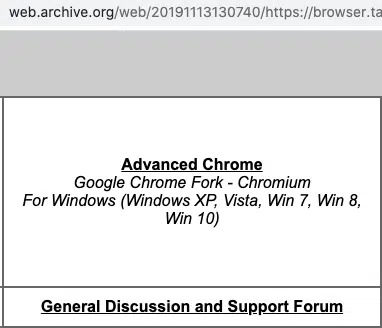 web.archive.org/web/20191113130740/https://browser.ta
Advanced Chrome
Google Chrome Fork - Chromium
For Windows (Windows XP, Vista, Win 7, Win 8,
Win 10)
General Discussion and Support Forum